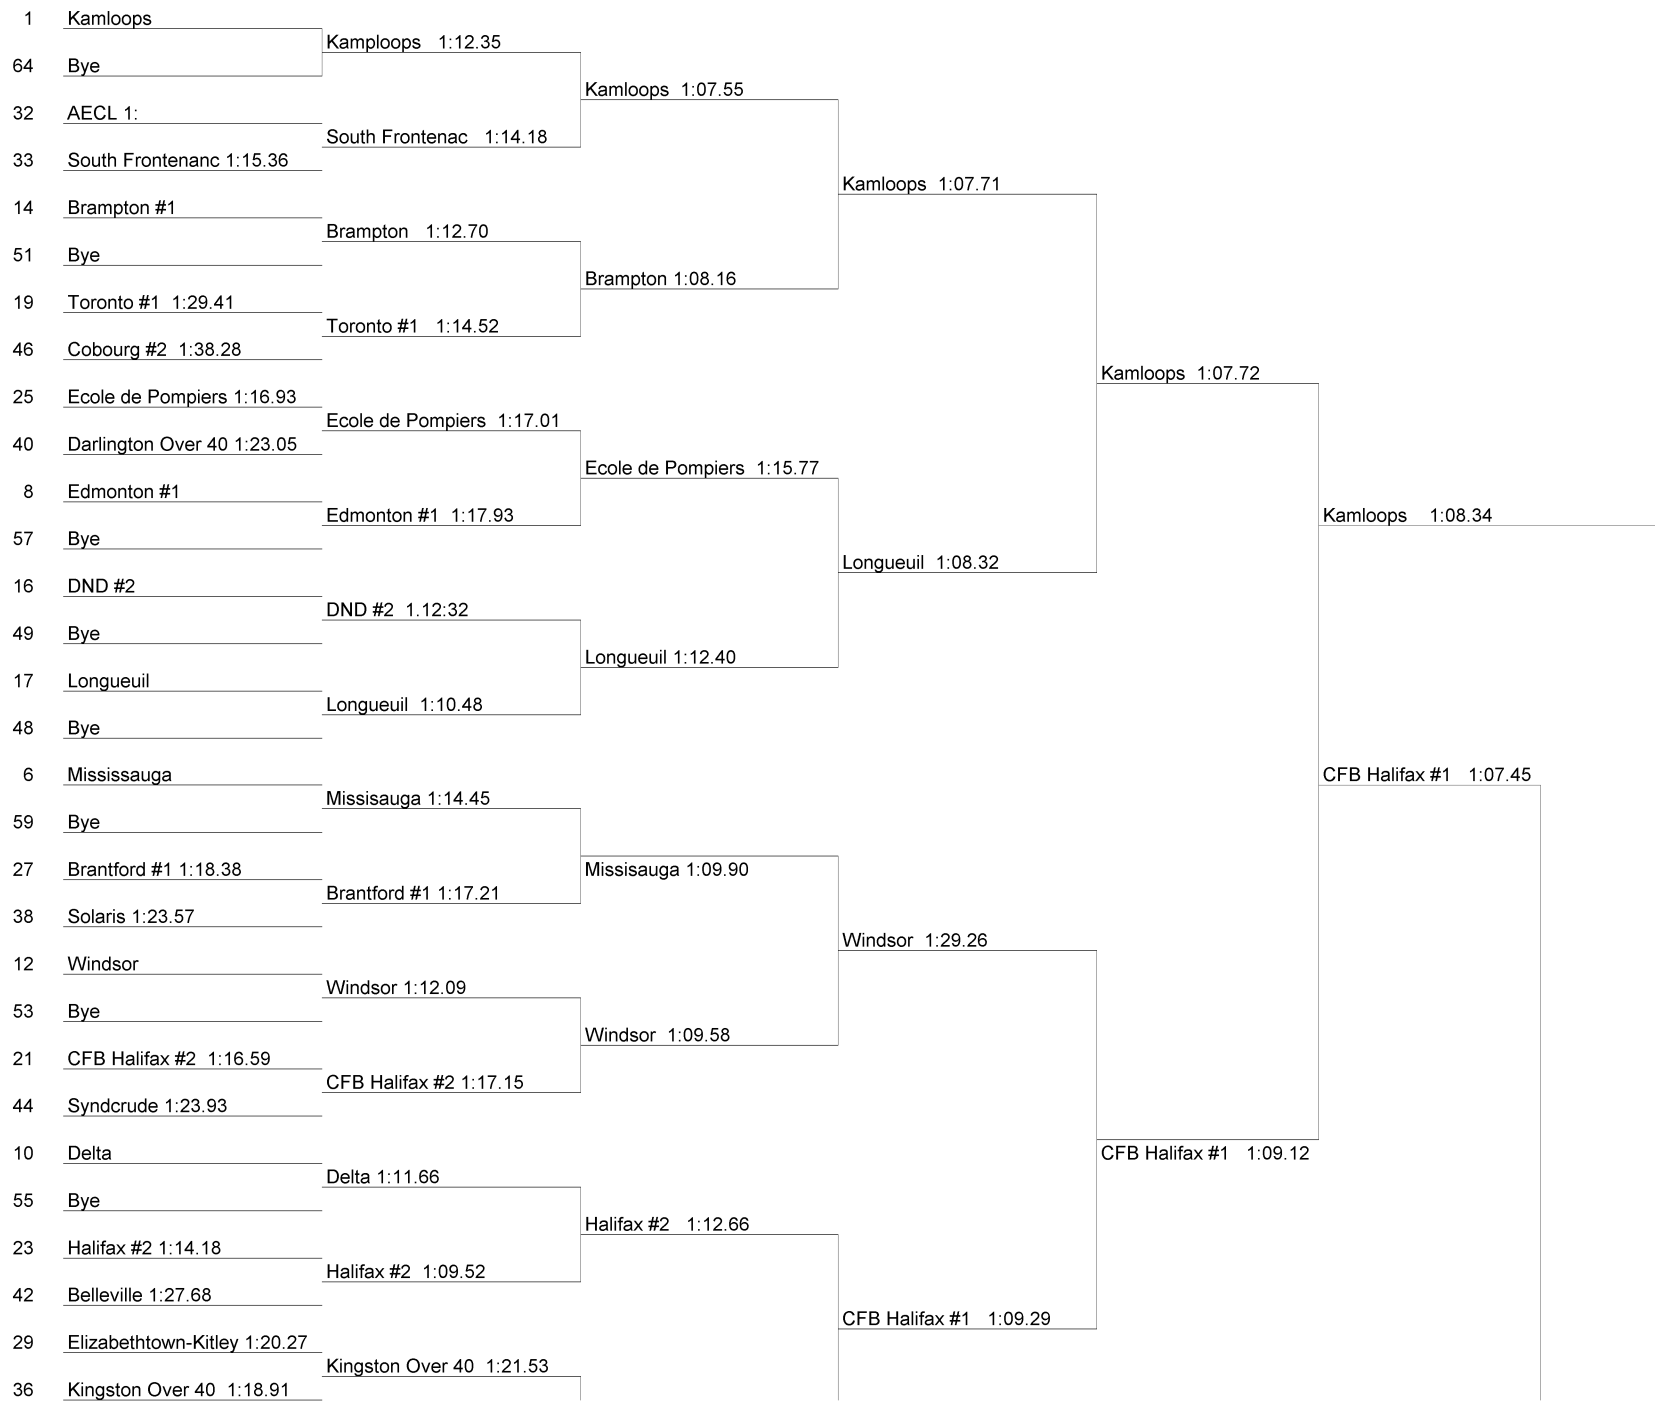 1 Kamloops
Kamploops 1:12.35
64 Bye
Kamloops 1:07.55
32 AECL 1:
South Frontenac 1:14.18
33 South Frontenanc 1:15.36
Kamloops 1:07.71
14 Brampton #1
Brampton 1:12.70
51 Bye
Brampton 1:08.16
19 Toronto #1 1:29.41
Toronto #1 1:14.52
46 Cobourg #2 1:38.28
Kamloops 1:07.72
25 Ecole de Pompiers 1:16.93
Ecole de Pompiers 1:17.01
40 Darlington Over 40 1:23.05
Ecole de Pompiers 1:15.77
8 Edmonton #1
Edmonton #1 1:17.93
Kamloops 1:08.34
57 Bye
Longueuil 1:08.32
16 DND #2
DND #2 1.12:32
49 Bye
Longueuil 1:12.40
17 Longueuil
Longueuil 1:10.48
48 Bye
6 Mississauga
CFB Halifax #1 1:07.45
Missisauga 1:14.45
59 Bye
27 Brantford #1 1:18.38
Missisauga 1:09.90
Brantford #1 1:17.21
38 Solaris 1:23.57
Windsor 1:29.26
12 Windsor
Windsor 1:12.09
53 Bye
Windsor 1:09.58
21 CFB Halifax #2 1:16.59
CFB Halifax #2 1:17.15
44 Syndcrude 1:23.93
10 Delta
CFB Halifax #1 1:09.12
Delta 1:11.66
55 Bye
Halifax #2 1:12.66
23 Halifax #2 1:14.18
Halifax #2 1:09.52
42 Belleville 1:27.68
CFB Halifax #1 1:09.29
29 Elizabethtown-Kitley 1:20.27
Kingston Over 40 1:21.53
36 Kingston Over 40 1:18.91